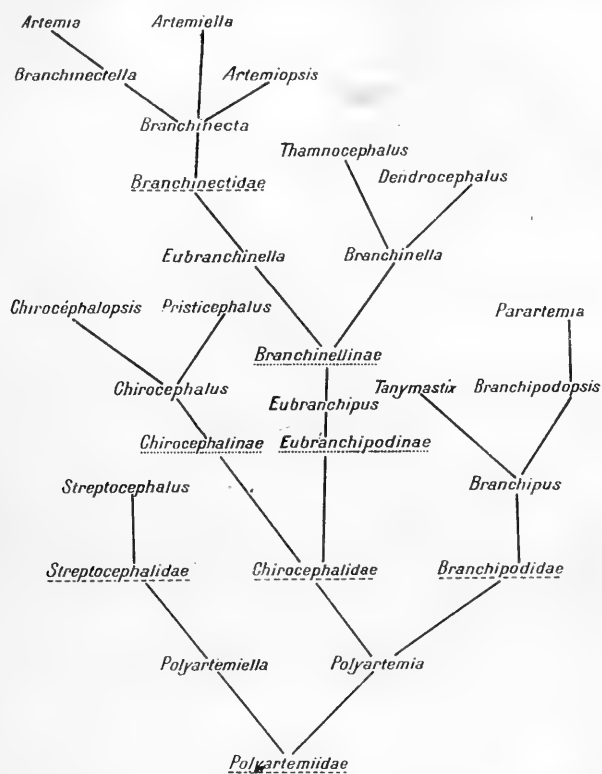 Artemia Artemiella
Branchinectella Artemiopsis
Branchinecta
Thamnocephalus
Branchinectidae Dendrocephalus
Eubranchinella Branchinella
Chirocéphalopsis Pristicephalus Parartemia
Branchinellinae
Chirocephalus Eubranchipus Tanymastix Branchipodopsis
Chirocephalinae Eubranchipodinae
Streptocephalus Branchipus
Streptocephalidae Chirocephalidae Branchipodidae
Polyartemiella Polyartemia
Polyartemiidae